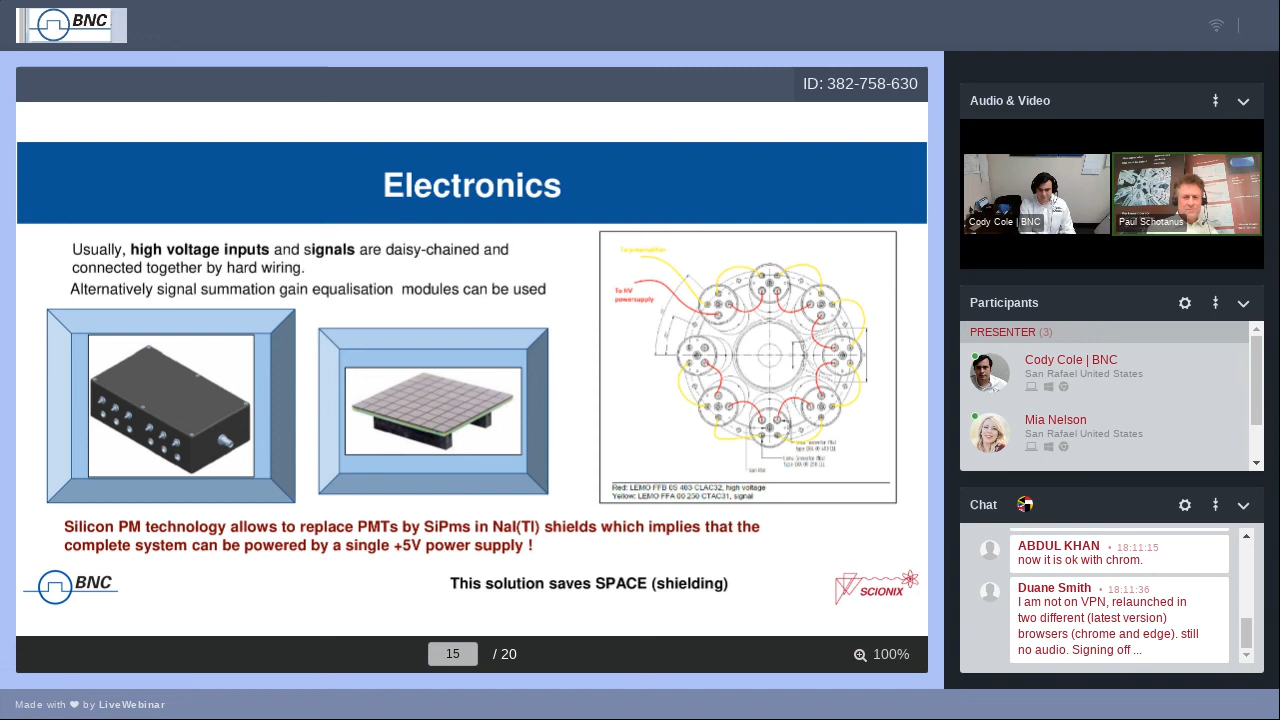 BNC
ID: 382-758-630
Electronics
Usually, high voltage inputs and signals are daisy-chained and
connected together by hard wiring.
Alternatively signal summation gain equalisation modules can be used
To HV
powersupply
Red: LEMO FFB 0S 403 CLAC32, high voltage
Yellow: LEMO FFA 00 250 CTAC31, signal
Silicon PM technology allows to replace PMTs by SiPms in NaI(Tl) shields which implies that the
complete system can be powered by a single +5V power supply !
This solution saves SPACE (shielding)
BNC
SCIONIX
15 / 20
100%
Audio & Video
Cody Cole | BNC
Paul Schotanus
Participants
PRESENTER (3)
Cody Cole | BNC
San Rafael United States
Mia Nelson
San Rafael United States
Chat
ABDUL KHAN • 18:11:15
now it is ok with chrom.
Duane Smith • 18:11:36
I am not on VPN, relaunched in
two different (latest version)
browsers (chrome and edge). still
no audio. Signing off ...
Made with by LiveWebinar